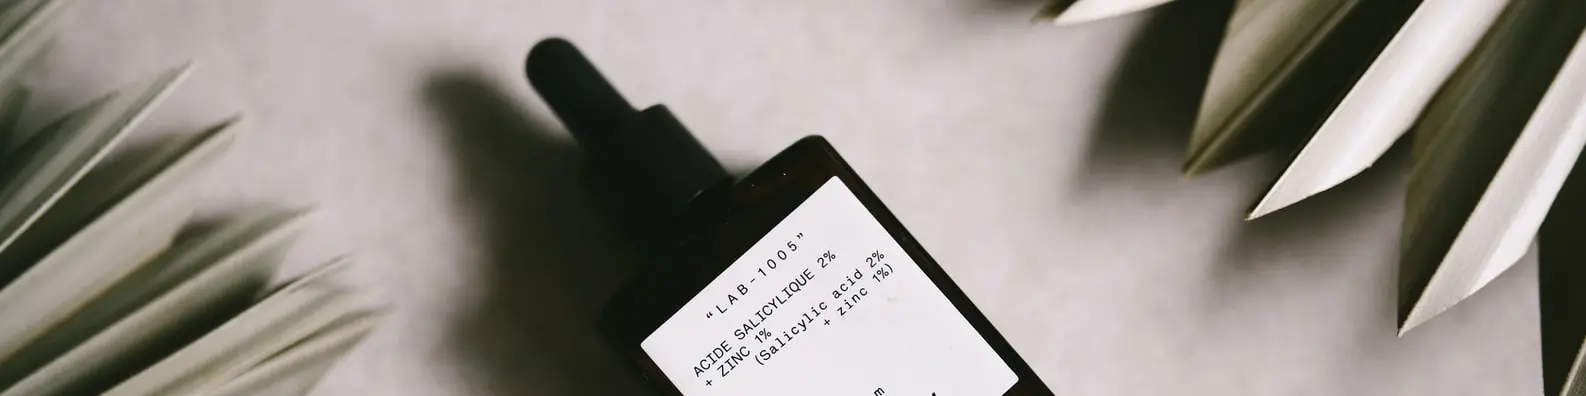 “LAB-1005”
ACIDE SALICYLIQUE 2%
+ ZINC 1%
(Salicylic acid 2%
+ zinc 1%)